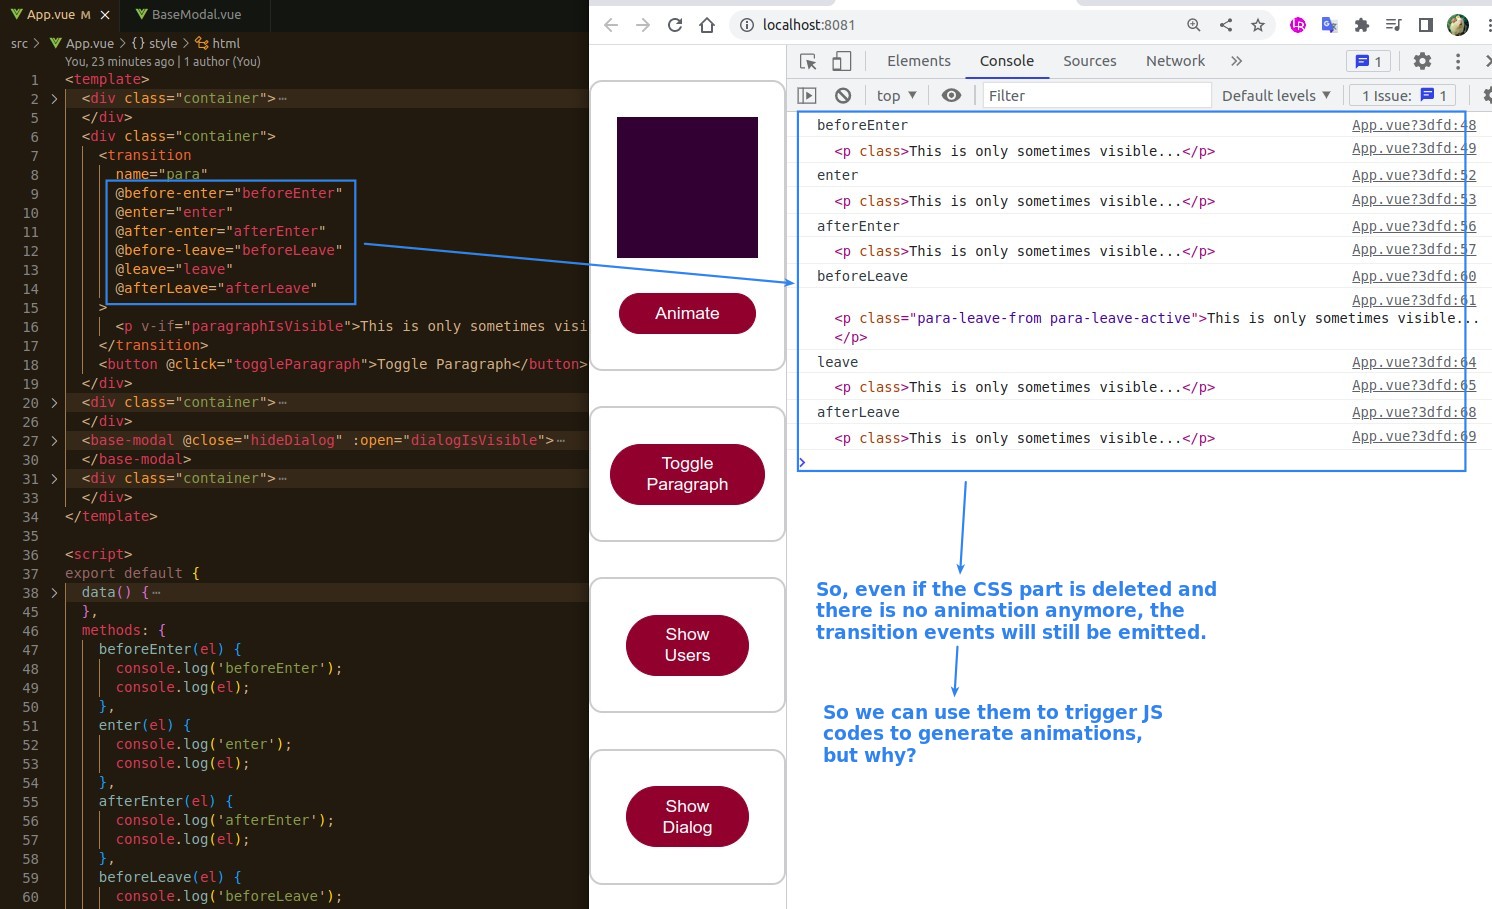 App.vue M
BaseModal.vue
src > App.vue > {} style > html
You, 23 minutes ago | 1 author (You)
1 <template>
2 <div class="container">⋯
5 </div>
6 <div class="container">
7 <transition
8 name="para"
9 @before-enter="beforeEnter"
10 @enter="enter"
11 @after-enter="afterEnter"
12 @before-leave="beforeLeave"
13 @leave="leave"
14 @afterLeave="afterLeave"
15 >
16 <p v-if="paragraphIsVisible">This is only sometimes visi
17 </transition>
18 <button @click="toggleParagraph">Toggle Paragraph</button>
19 </div>
20 <div class="container">⋯
26 </div>
27 <base-modal @close="hideDialog" :open="dialogIsVisible">⋯
30 </base-modal>
31 <div class="container">⋯
33 </div>
34 </template>
35
36 <script>
37 export default {
38 data() {⋯
45 },
46 methods: {
47 beforeEnter(el) {
48 console.log('beforeEnter');
49 console.log(el);
50 },
51 enter(el) {
52 console.log('enter');
53 console.log(el);
54 },
55 afterEnter(el) {
56 console.log('afterEnter');
57 console.log(el);
58 },
59 beforeLeave(el) {
60 console.log('beforeLeave');
localhost:8081
Animate
Toggle
Paragraph
Show
Users
Show
Dialog
Elements Console Sources Network » 1
top ▼ Filter Default levels ▼ 1 Issue: 1
beforeEnter App.vue?3dfd:48
<p class>This is only sometimes visible...</p> App.vue?3dfd:49
enter App.vue?3dfd:52
<p class>This is only sometimes visible...</p> App.vue?3dfd:53
afterEnter App.vue?3dfd:56
<p class>This is only sometimes visible...</p> App.vue?3dfd:57
beforeLeave App.vue?3dfd:60
App.vue?3dfd:61
<p class="para-leave-from para-leave-active">This is only sometimes visible...
</p>
leave App.vue?3dfd:64
<p class>This is only sometimes visible...</p> App.vue?3dfd:65
afterLeave App.vue?3dfd:68
<p class>This is only sometimes visible...</p> App.vue?3dfd:69
>
So, even if the CSS part is deleted and
there is no animation anymore, the
transition events will still be emitted.
So we can use them to trigger JS
codes to generate animations,
but why?